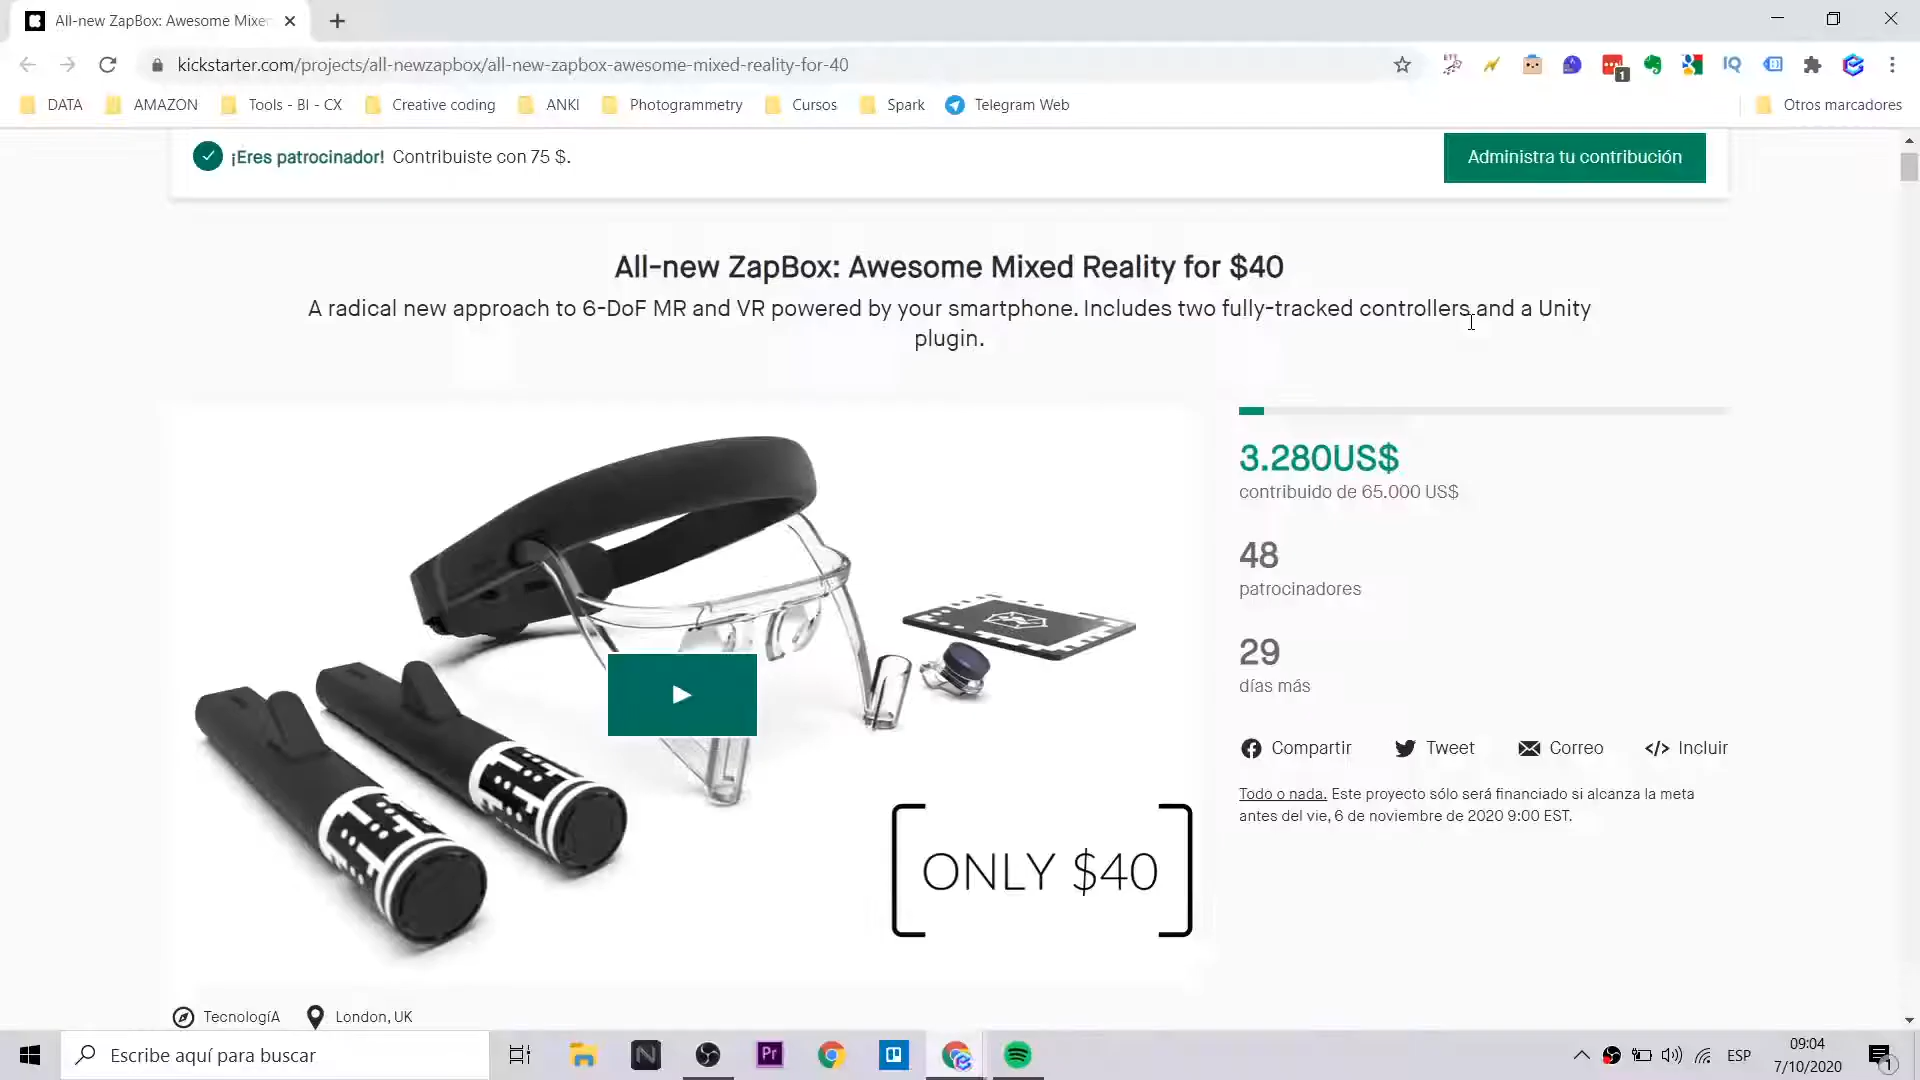 All-new ZapBox: Awesome Mixe
kickstarter.com/projects/all-newzapbox/all-new-zapbox-awesome-mixed-reality-for-40
1
IQ
DATA
AMAZON
Tools - BI - CX
Creative coding
ANKI
Photogrammetry
Cursos
Spark
Telegram Web
Otros marcadores
¡Eres patrocinador! Contribuiste con 75 $.
Administra tu contribución
All-new ZapBox: Awesome Mixed Reality for $40
A radical new approach to 6-DoF MR and VR powered by your smartphone. Includes two fully-tracked controllers and a Unity
plugin.
3.280US$
contribuido de 65.000 US$
48
patrocinadores
29
días más
Compartir
Tweet
Correo
</> Incluir
Todo o nada. Este proyecto sólo será financiado si alcanza la meta
antes del vie, 6 de noviembre de 2020 9:00 EST.
ONLY $40
TecnologíA
London, UK
Escribe aquí para buscar
N
Pr
ESP
09:04
7/10/2020
1